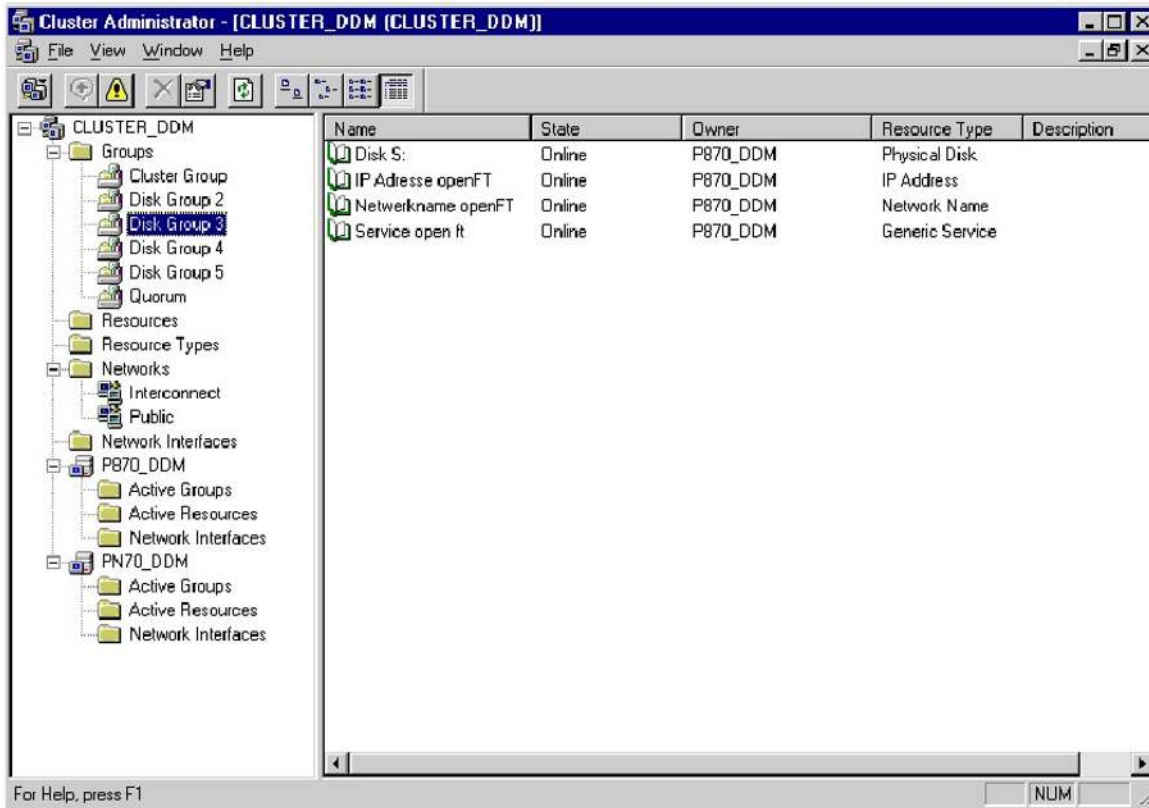 Cluster Administrator - [CLUSTER_DDM (CLUSTER_DDM)]
File View Window Help
CLUSTER_DDM
Groups
Cluster Group
Disk Group 2
Disk Group 3
Disk Group 4
Disk Group 5
Quorum
Resources
Resource Types
Networks
Interconnect
Public
Network Interfaces
P870_DDM
Active Groups
Active Resources
Network Interfaces
PN70_DDM
Active Groups
Active Resources
Network Interfaces
Name State Owner Resource Type Description
Disk S: Online P870_DDM Physical Disk
IP Adresse openFT Online P870_DDM IP Address
Netwerkname openFT Online P870_DDM Network Name
Service open ft Online P870_DDM Generic Service
For Help, press F1 NUM